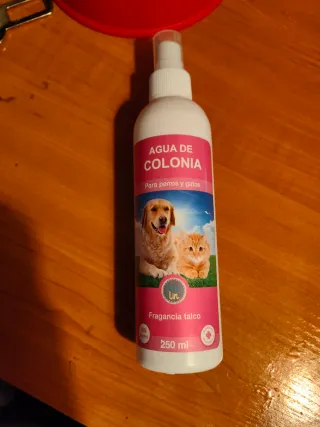 AGUA DE
COLONIA
Para perros y gatos
Fragancia talco
250 ml